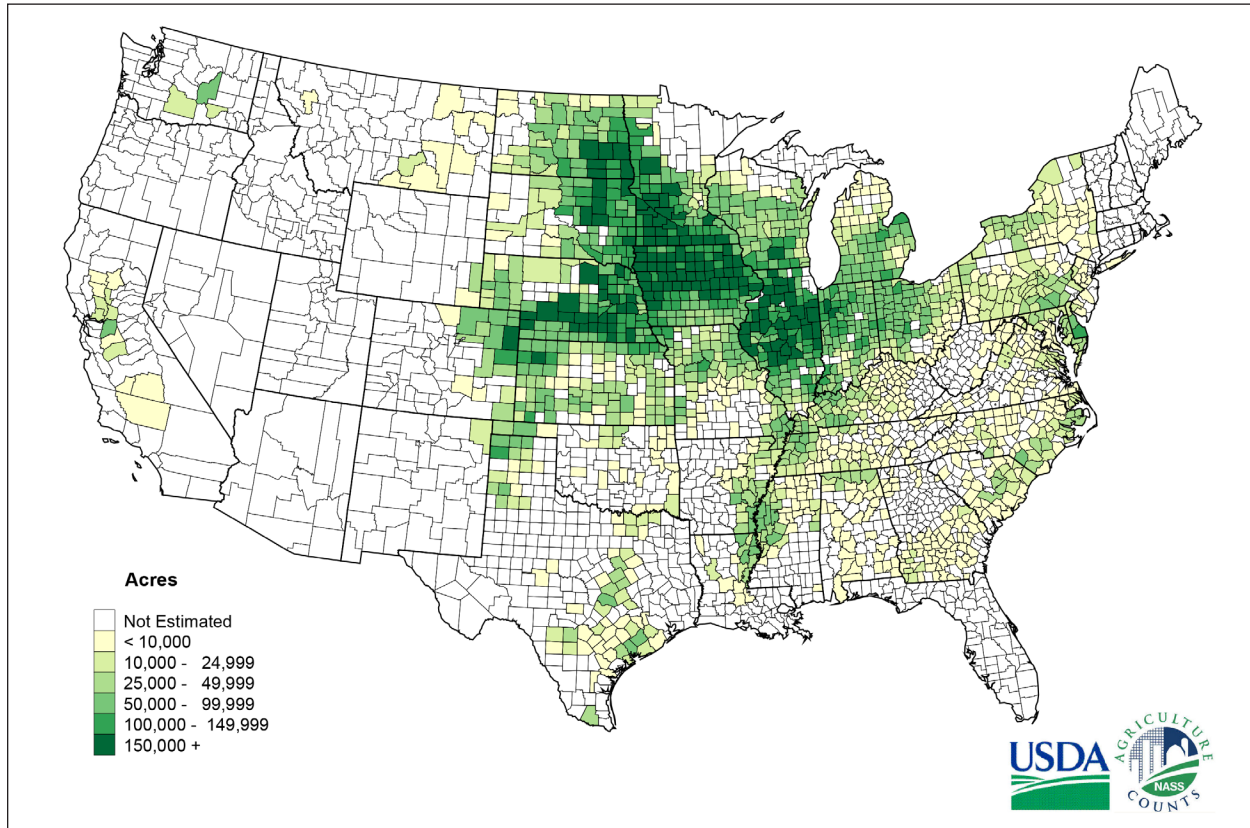 Acres
Not Estimated
< 10,000
10,000 - 24,999
25,000 - 49,999
50,000 - 99,999
100,000 - 149,999
150,000 +
USDA
AGRICULTURE
NASS
COUNTS